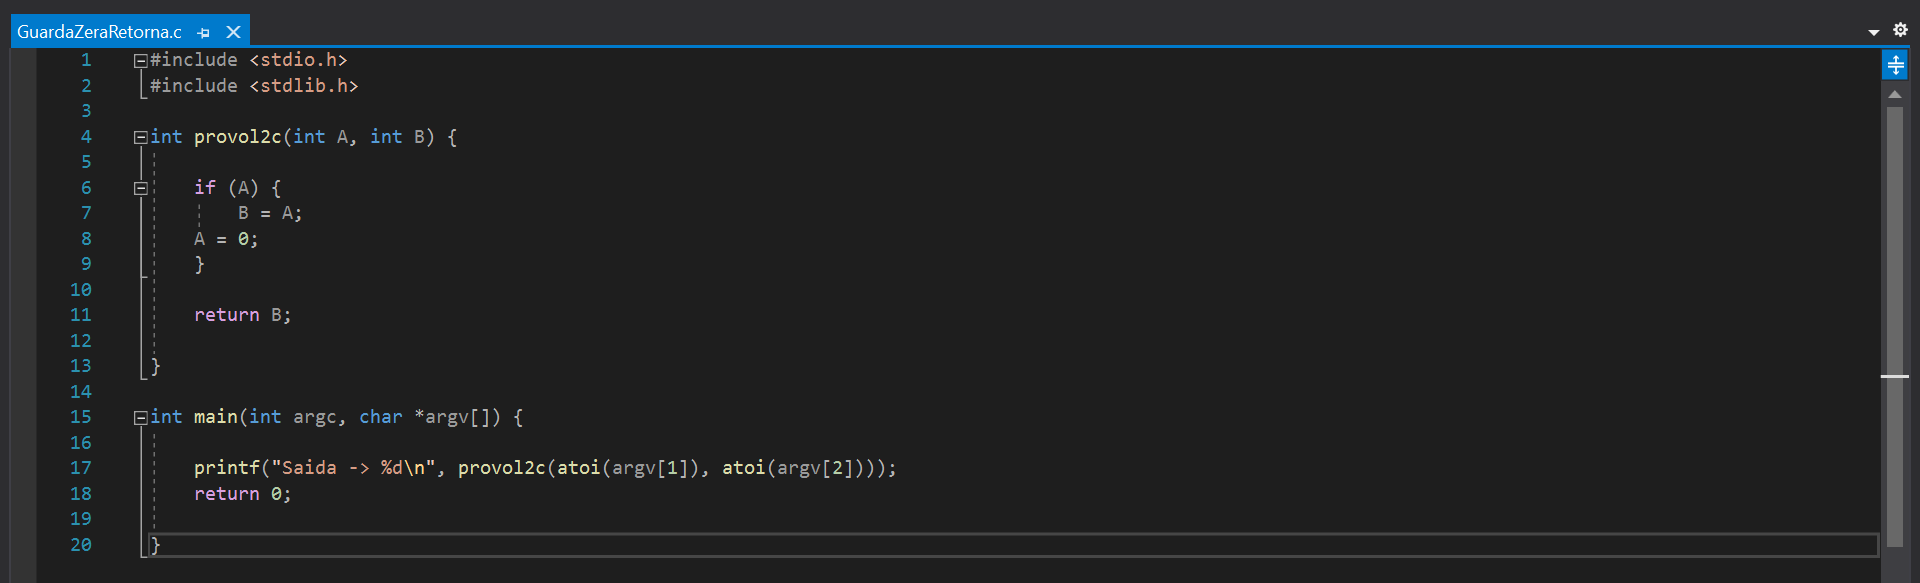 GuardaZeraRetorna.c
1 #include <stdio.h>
2 #include <stdlib.h>
3
4 int provol2c(int A, int B) {
5
6 if (A) {
7 B = A;
8 A = 0;
9 }
10
11 return B;
12
13 }
14
15 int main(int argc, char *argv[]) {
16
17 printf("Saida -> %d\n", provol2c(atoi(argv[1]), atoi(argv[2])));
18 return 0;
19
20 }